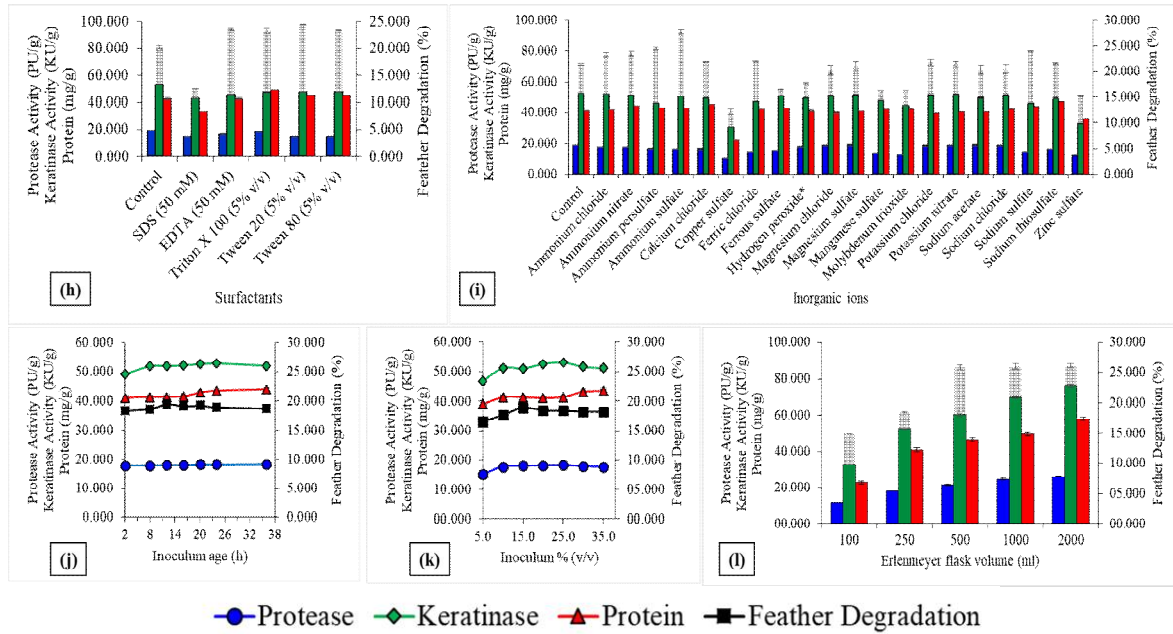 Protease Activity (PU/g)
Keratinase Activity (KU/g)
Protein (mg/g)
100.000
80.000
60.000
40.000
20.000
0.000
25.000
20.000
15.000
10.000
5.000
0.000
Feateher Degradation (%)
Control
SDS (50 mM)
EDTA (50 mM)
Triton X 100 (5% v/v)
Tween 20 (5% v/v)
Tween 80 (5% v/v)
(h)
Surfactants
Protease Activity (PU/g)
Keratinase Activity (KU/g)
Protein (mg/g)
100.000
80.000
60.000
40.000
20.000
0.000
30.000
25.000
20.000
15.000
10.000
5.000
0.000
Feather Degradation (%)
Control
Ammonium chloride
Ammonium nitrate
Ammonium persulfate
Ammonium sulfate
Calcium chloride
Copper sulfate
Ferric chloride
Ferrous sulfate
Hydrogen peroxide*
Magnesium chloride
Magnesium sulfate
Manganese sulfate
Molybdenum trioxide
Potassium chloride
Potassium nitrate
Sodium acetate
Sodium chloride
Sodium sulfite
Sodium thiosulfate
Zinc sulfate
(i)
Inorganic ions
Protease Activity (PU/g)
Keratinase Activity (KU/g)
Protein (mg/g)
60.000
50.000
40.000
30.000
20.000
10.000
0.000
30.000
25.000
20.000
15.000
10.000
5.000
0.000
Feather Degradation (%)
2 8 14 20 26 32 38
(j)
Inoculum age (h)
Protease Activity (PU/g)
Keratinase Activity (KU/g)
Protein (mg/g)
60.000
50.000
40.000
30.000
20.000
10.000
00.000
30.000
25.000
20.000
15.000
10.000
05.000
00.000
Feather Degradation (%)
5.0 15.0 25.0 35.0
(k)
Inoculum % (v/v)
Protease Activity (PU/g)
Keratinase Activity (KU/g)
Protein (mg/g)
100.000
80.000
60.000
40.000
20.000
00.000
30.000
25.000
20.000
15.000
10.000
05.000
00.000
Feather Degradation (%)
100 250 500 1000 2000
(l)
Erlenmeyer flask volume (ml)
Protease Keratinase Protein Feather Degradation